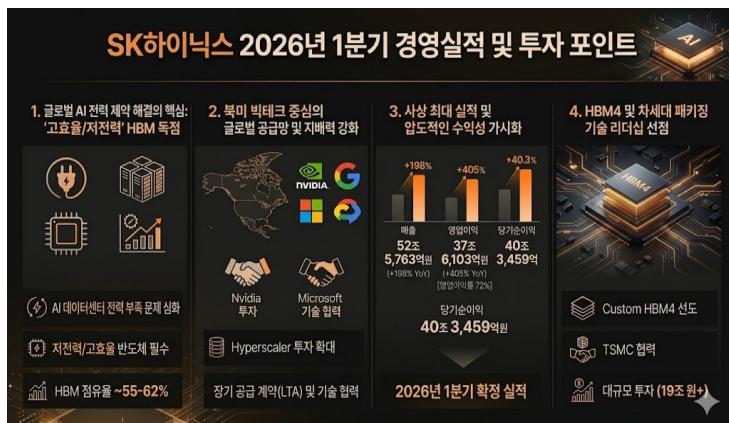 SK하이닉스 2026년 1분기 경영실적 및 투자 포인트
AI
1. 글로벌 AI 전력 제약 해결의 핵심:
'고효율/저전력' HBM 독점
AI 데이터센터 전력 부족 문제 심화
저전력/고효율 반도체 필수
HBM 점유율 ~55-62%
2. 북미 빅테크 중심의
글로벌 공급망 및 지배력 강화
NVIDIA
Nvidia
투자
Microsoft
기술 협력
Hyperscaler 투자 확대
장기 공급 계약(LTA) 및 기술 협력
3. 사상 최대 실적 및
압도적인 수익성 가시화
+198%
+405%
+40.3%
매출
52조
5,763억원
(+198% YoY)
영업이익
37조
6,103억원
(+405% YoY)
[영업이익률 72%]
당기순이익
40조
3,459억
당기순이익
40조 3,459억원
2026년 1분기 확정 실적
4. HBM4 및 차세대 패키징
기술 리더십 선점
HBM4
Custom HBM4 선도
TSMC 협력
대규모 투자 (19조 원+)